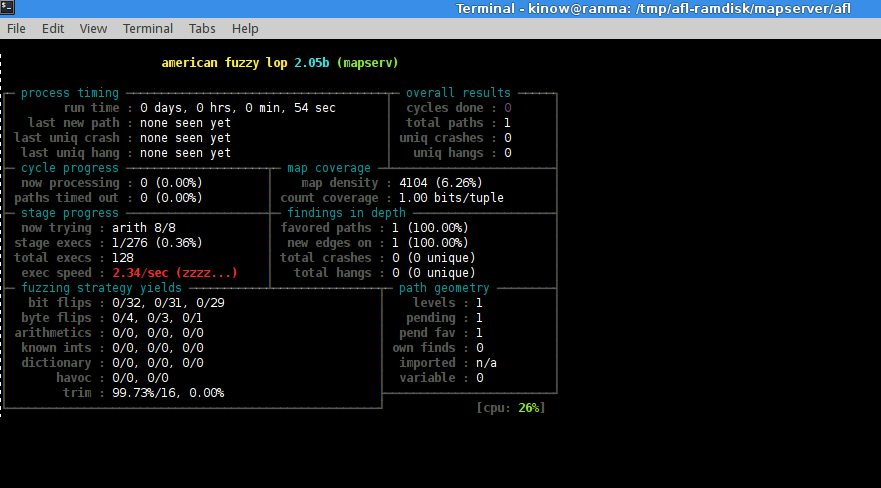 Terminal - kinow@ranma: /tmp/afl-ramdisk/mapserver/afl
File Edit View Terminal Tabs Help
american fuzzy lop 2.05b (mapserv)
process timing
run time : 0 days, 0 hrs, 0 min, 54 sec
last new path : none seen yet
last uniq crash : none seen yet
last uniq hang : none seen yet
overall results
cycles done : 0
total paths : 1
uniq crashes : 0
uniq hangs : 0
cycle progress
now processing : 0 (0.00%)
paths timed out : 0 (0.00%)
map coverage
map density : 4104 (6.26%)
count coverage : 1.00 bits/tuple
stage progress
now trying : arith 8/8
stage execs : 1/276 (0.36%)
total execs : 128
exec speed : 2.34/sec (zzzz...)
findings in depth
favored paths : 1 (100.00%)
new edges on : 1 (100.00%)
total crashes : 0 (0 unique)
total hangs : 0 (0 unique)
fuzzing strategy yields
bit flips : 0/32, 0/31, 0/29
byte flips : 0/4, 0/3, 0/1
arithmetics : 0/0, 0/0, 0/0
known ints : 0/0, 0/0, 0/0
dictionary : 0/0, 0/0, 0/0
havoc : 0/0, 0/0
trim : 99.73%/16, 0.00%
path geometry
levels : 1
pending : 1
pend fav : 1
own finds : 0
imported : n/a
variable : 0
[cpu: 26%]